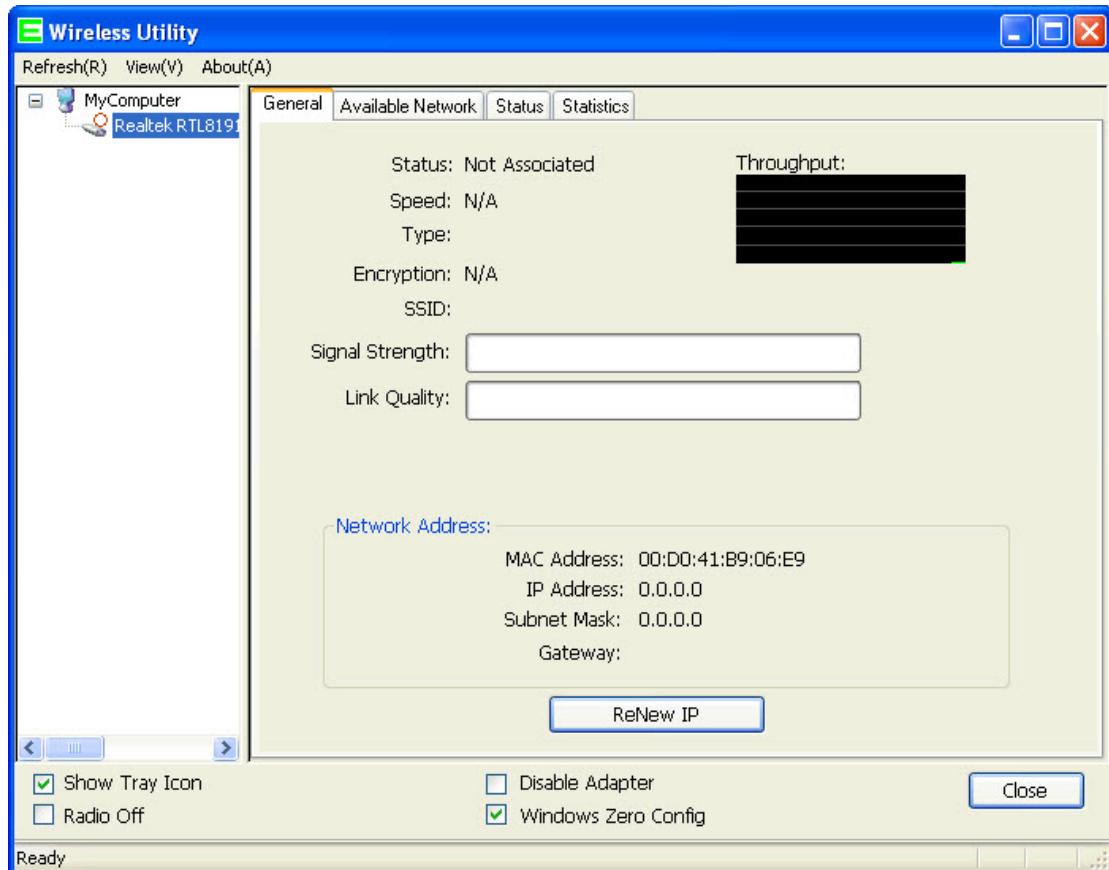 Wireless Utility
Refresh(R) View(V) About(A)
MyComputer
Realtek RTL8191
General Available Network Status Statistics
Status: Not Associated
Throughput:
Speed: N/A
Type:
Encryption: N/A
SSID:
Signal Strength:
Link Quality:
Network Address:
MAC Address: 00:D0:41:B9:06:E9
IP Address: 0.0.0.0
Subnet Mask: 0.0.0.0
Gateway:
ReNew IP
Show Tray Icon
Disable Adapter
Close
Radio Off
Windows Zero Config
Ready